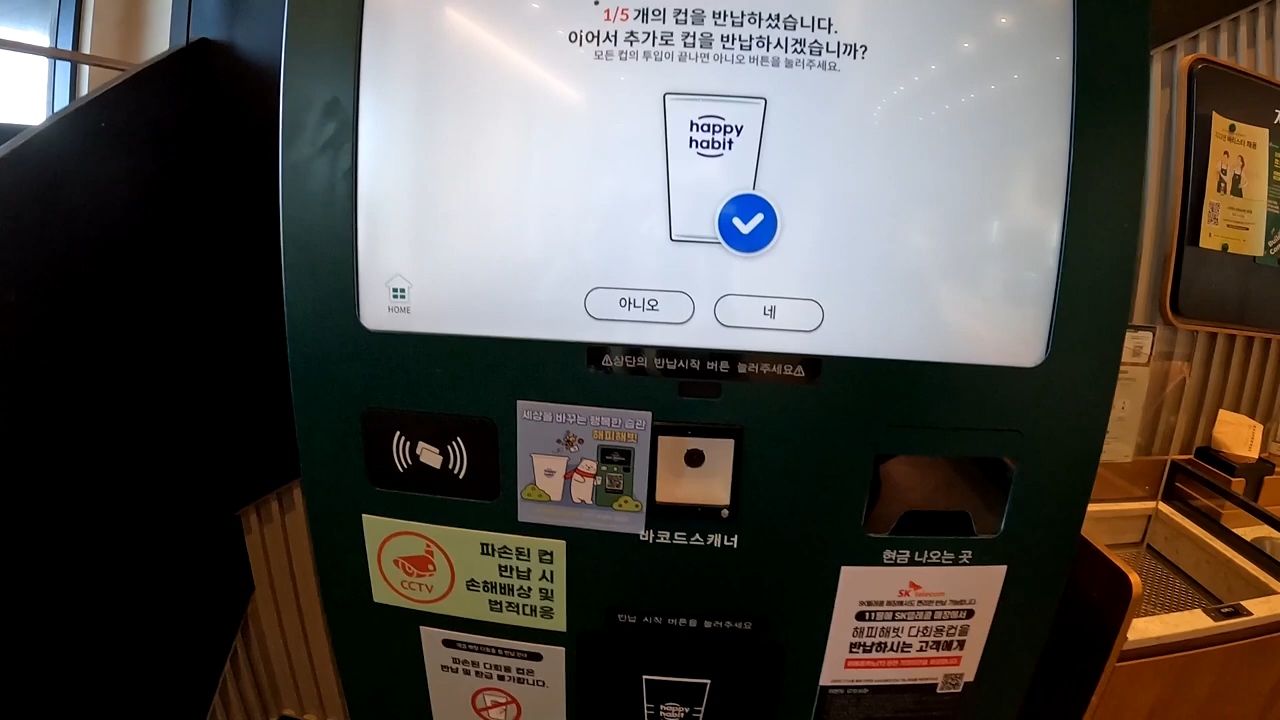 1/5 개의 컵을 반납하셨습니다.
이어서 추가로 컵을 반납하시겠습니까?
모든 컵의 투입이 끝나면 아니오 버튼을 눌러주세요.
happy
habit
HOME
아니오
네
⚠상단의 반납시작 버튼 눌러주세요⚠
세상을 바꾸는 행복한 습관
해피해빗
바코드스캐너
현금 나오는 곳
CCTV
파손된 컵
반납 시
손해배상 및
법적대응
반납 시작 버튼을 눌러주세요
파손된 다회용 컵은
반납 및 환급 불가합니다.
happy
habit
SK telecom
11월에 SK텔레콤 매장에서
해피해빗 다회용컵을
반납하시는 고객에게